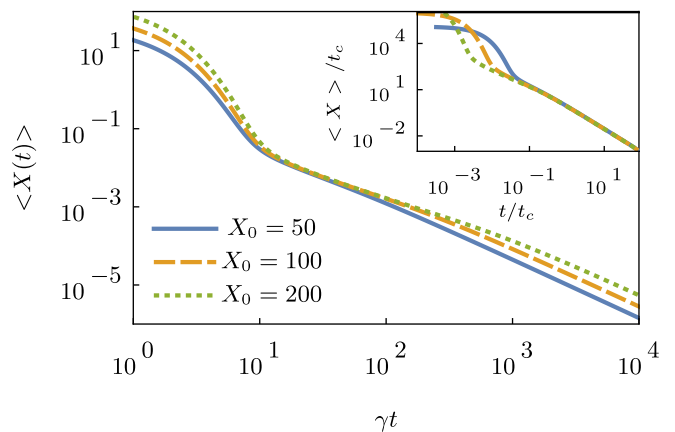 10^1
10^-1
10^-3
10^-5
<X(t)>
X_0 = 50
X_0 = 100
X_0 = 200
10^0
10^1
10^2
10^3
10^4
γt
< X > /t_c
10^4
10^1
10^-2
10^-3
10^-1
10^1
t/t_c